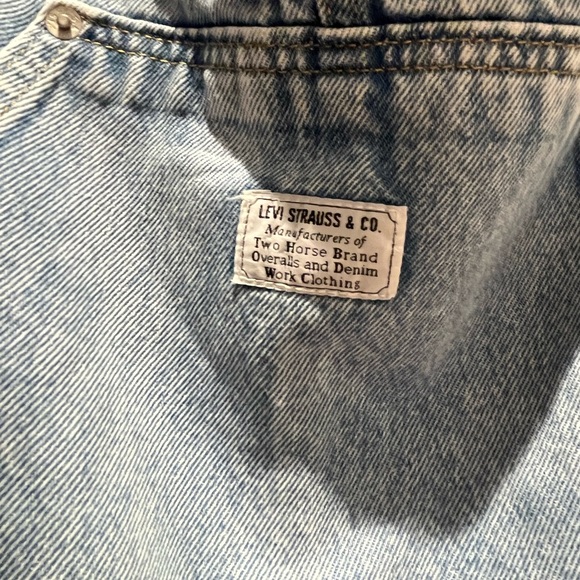 LEVI STRAUSS & CO.
Manufacturers of
Two Horse Brand
Overalls and Denim
Work Clothing